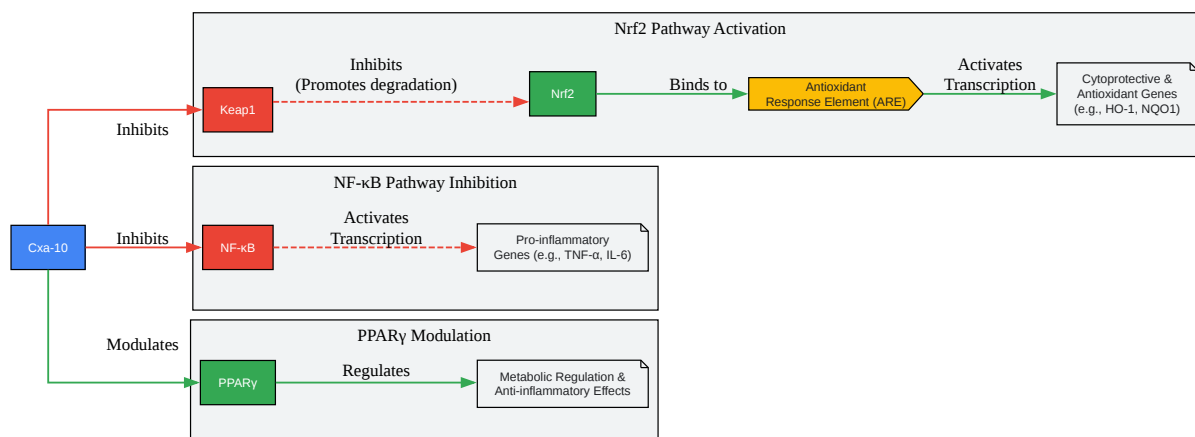 Nrf2 Pathway Activation
Inhibits
(Promotes degradation)
Activates
Transcription
Keap1
Nrf2
Binds to
Antioxidant
Response Element (ARE)
Cytoprotective &
Antioxidant Genes
(e.g., HO-1, NQO1)
Inhibits
NF-κB Pathway Inhibition
Activates
Transcription
Cxa-10
Inhibits
NF-κB
Pro-inflammatory
Genes (e.g., TNF-α, IL-6)
PPARγ Modulation
Modulates
PPARγ
Regulates
Metabolic Regulation &
Anti-inflammatory Effects